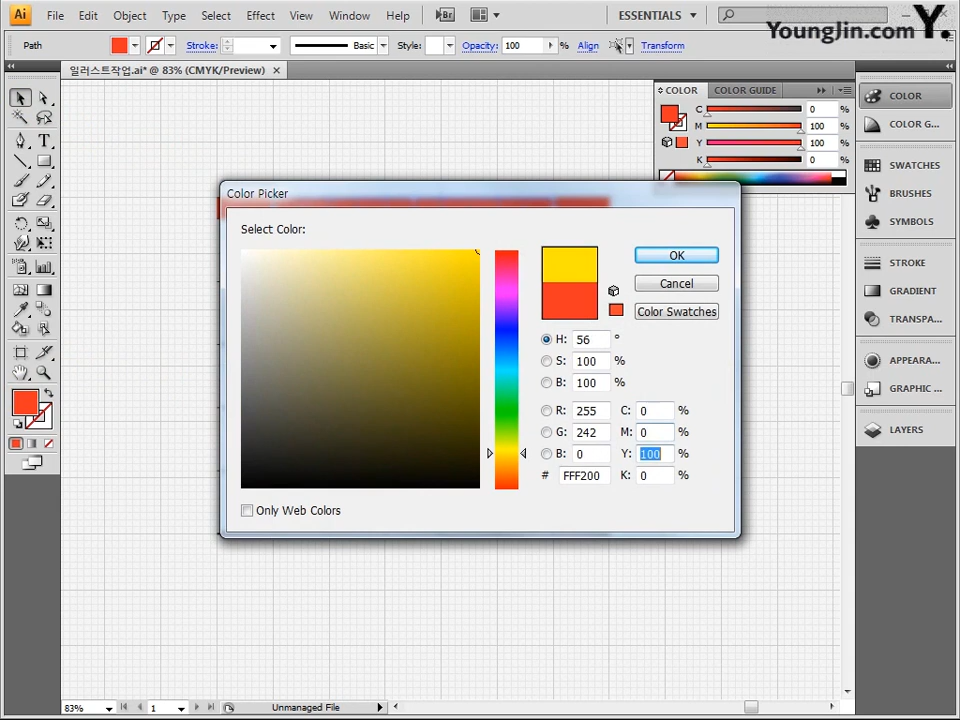 Ai File Edit Object Type Select Effect View Window Help Br ESSENTIALS
Younglin.com Y.
Path Stroke: Basic Style: Opacity: 100 % Align Transform
일러스트작업.ai* @ 83% (CMYK/Preview)
COLOR COLOR GUIDE
C 0 %
M 100 %
Y 100 %
K 0 %
COLOR
COLOR G...
SWATCHES
BRUSHES
SYMBOLS
STROKE
GRADIENT
TRANSPA...
APPEARA...
GRAPHIC ...
LAYERS
T
Color Picker
Select Color:
OK
Cancel
Color Swatches
H: 56 °
S: 100 %
B: 100 %
R: 255 C: 0 %
G: 242 M: 0 %
B: 0 Y: 100 %
# FFF200 K: 0 %
Only Web Colors
83% 1 Unmanaged File